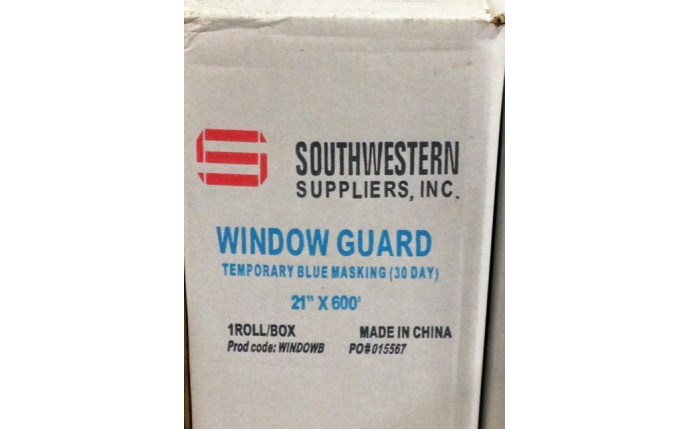 SOUTHWESTERN
SUPPLIERS, INC.
WINDOW GUARD
TEMPORARY BLUE MASKING (30 DAY)
21" X 600'
1ROLL/BOX MADE IN CHINA
Prod code: WINDOWB PO#015567